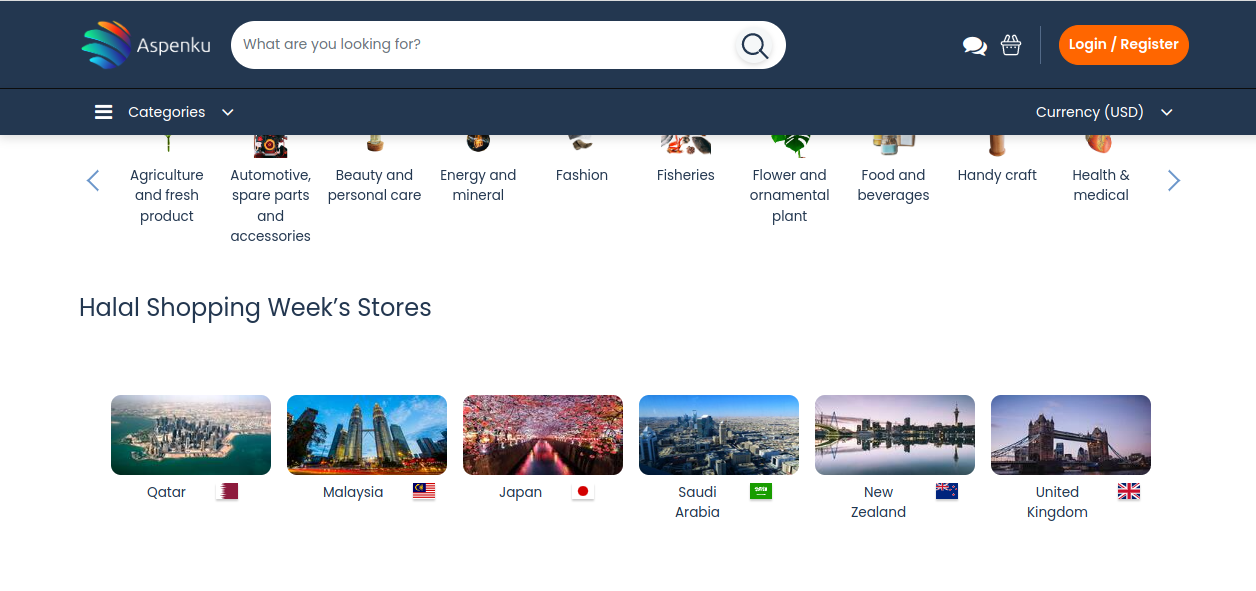 Aspenku
What are you looking for?
Login / Register
Categories
Currency (USD)
Agriculture
and fresh
product
Automotive,
spare parts
and
accessories
Beauty and
personal care
Energy and
mineral
Fashion
Fisheries
Flower and
ornamental
plant
Food and
beverages
Handy craft
Health &
medical
Halal Shopping Week’s Stores
Qatar
Malaysia
Japan
Saudi
Arabia
New
Zealand
United
Kingdom